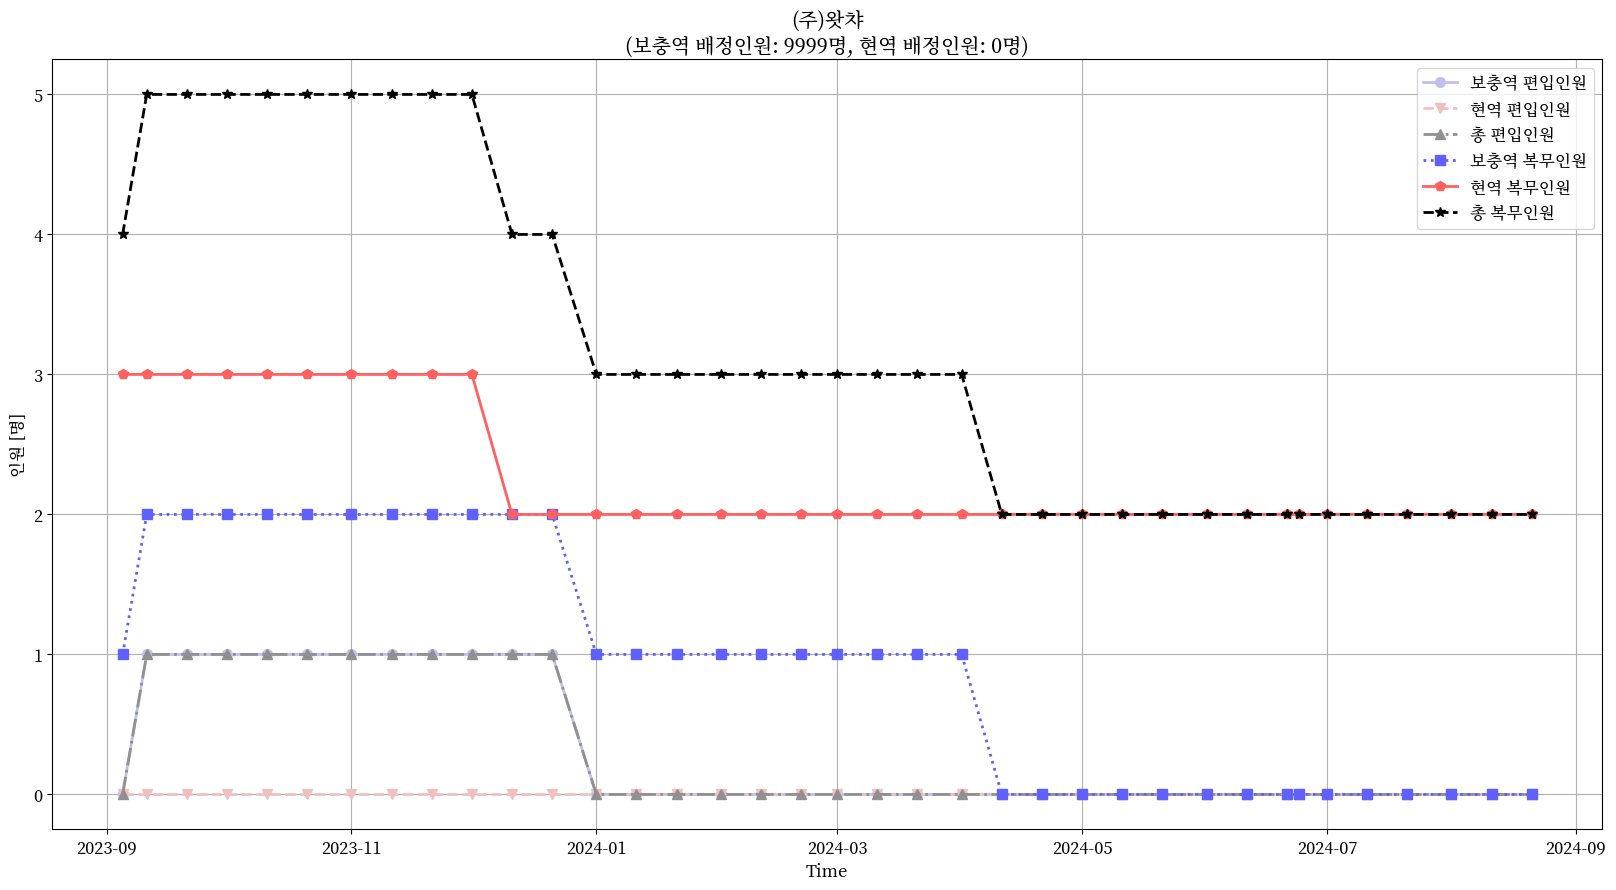 (주)왓챠
(보충역 배정인원: 9999명, 현역 배정인원: 0명)
보충역 편입인원
현역 편입인원
총 편입인원
보충역 복무인원
현역 복무인원
총 복무인원
인원 [명]
5
4
3
2
1
0
2023-09
2023-11
2024-01
2024-03
2024-05
2024-07
2024-09
Time